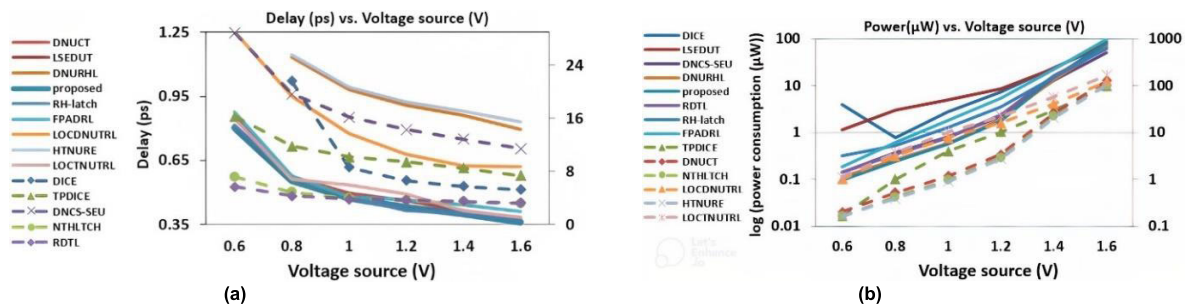 Delay (ps) vs. Voltage source (V)
DNUCT
LSEDUT
DNURHL
proposed
RH-latch
FPADRL
LOCDNUTRL
HTNURE
LOCTNUTRL
DICE
TPDICE
DNCS-SEU
NTHLTCH
RDTL
Delay (ps)
1.25
0.95
0.65
0.35
24
16
8
0
0.6 0.8 1 1.2 1.4 1.6
Voltage source (V)
(a)
Power(µW) vs. Voltage source (V)
DICE
LSEDUT
DNCS-SEU
DNURHL
proposed
RDTL
RH-latch
FPADRL
TPDICE
DNUCT
NTHLTCH
LOCDNUTRL
HTNURE
LOCTNUTRL
log (power consumption (µW))
100
10
1
0.1
0.01
1000
100
10
1
0.1
0.6 0.8 1 1.2 1.4 1.6
Voltage source (V)
Let's
Enhance
.io
(b)